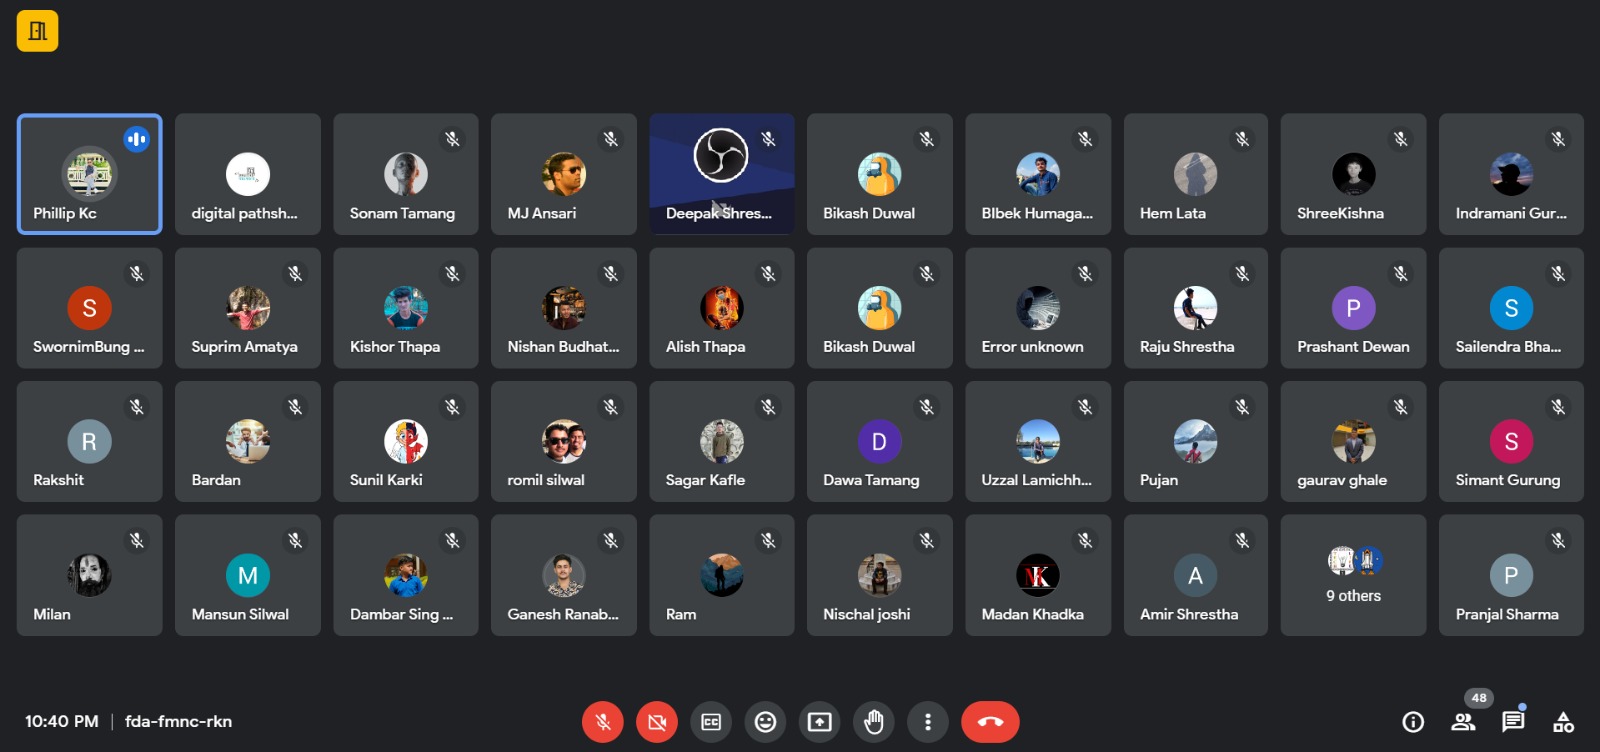 Phillip Kc
digital pathsh...
Sonam Tamang
MJ Ansari
Deepak Shres...
Bikash Duwal
BIbek Humaga...
Hem Lata
ShreeKishna
Indramani Gur...
S
SwornimBung ...
Suprim Amatya
Kishor Thapa
Nishan Budhat...
Alish Thapa
Bikash Duwal
Error unknown
Raju Shrestha
P
Prashant Dewan
S
Sailendra Bha...
R
Rakshit
Bardan
Sunil Karki
romil silwal
Sagar Kafle
D
Dawa Tamang
Uzzal Lamichh...
Pujan
gaurav ghale
S
Simant Gurung
Milan
M
Mansun Silwal
Dambar Sing ...
Ganesh Ranab...
Ram
Nischal joshi
NK
Madan Khadka
A
Amir Shrestha
9 others
P
Pranjal Sharma
10:40 PM | fda-fmnc-rkn
CC
48